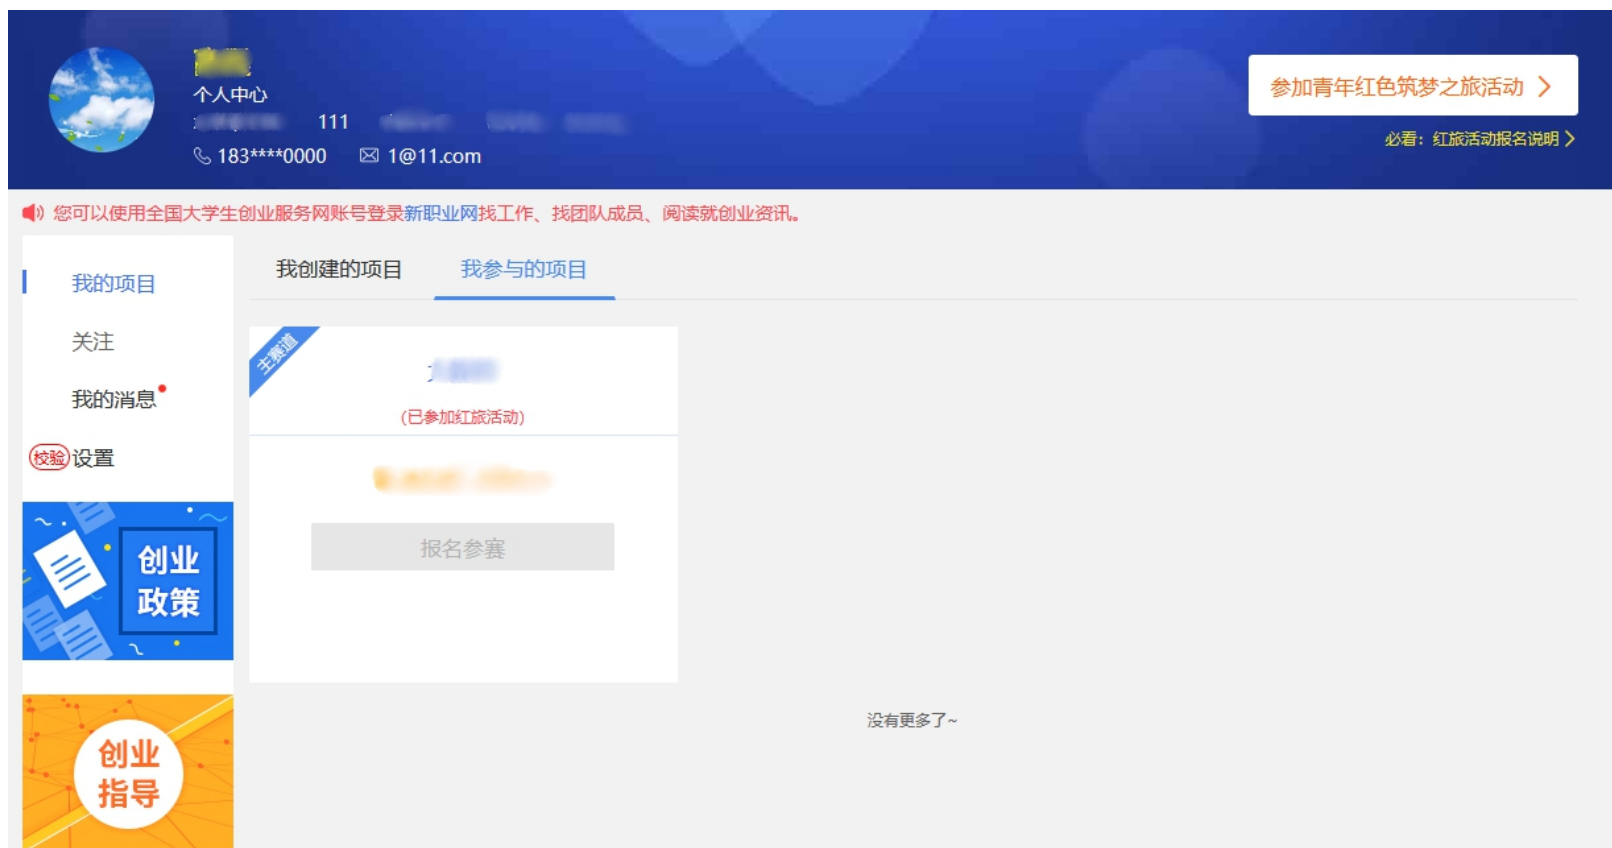 个人中心
111
183****0000 1@11.com
参加青年红色筑梦之旅活动
必看：红旅活动报名说明
您可以使用全国大学生创业服务网账号登录新职业网找工作、找团队成员、阅读就创业资讯。
我的项目
关注
我的消息
校验 设置
创业
政策
创业
指导
我创建的项目 我参与的项目
主赛道
(已参加红旅活动)
报名参赛
没有更多了~